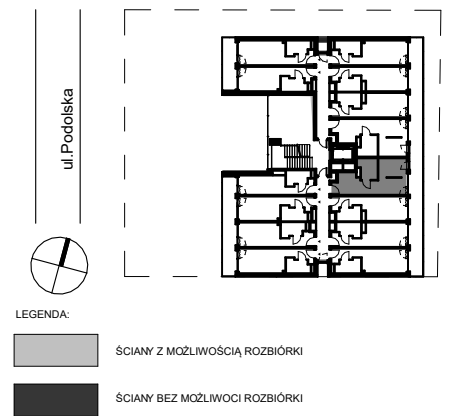 ul.Podolska
LEGENDA:
ŚCIANY Z MOŻLIWOŚCIĄ ROZBIÓRKI
ŚCIANY BEZ MOŻLIWOCI ROZBIÓRKI